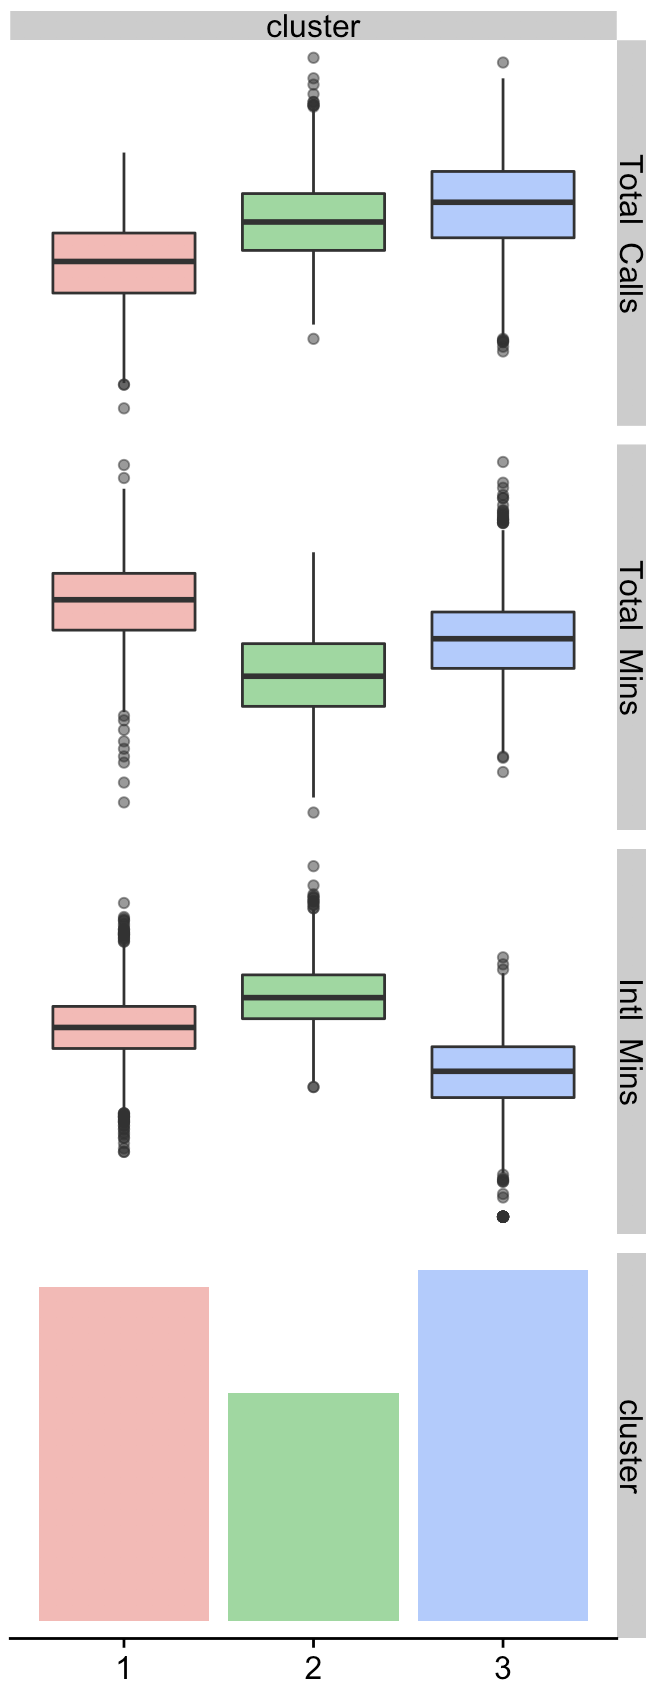 cluster
Total Calls
Total Mins
Intl Mins
cluster
1 2 3